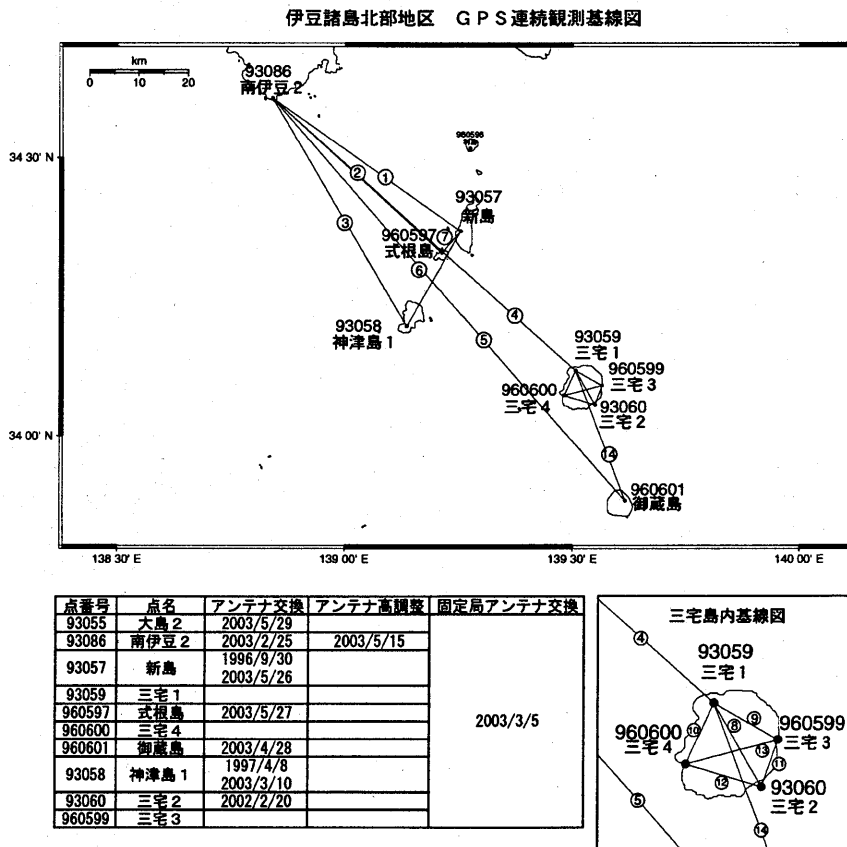 伊豆諸島北部地区 GPS連続観測基線図
km
0 10 20
93086
南伊豆2
34 30' N
960598
② ①
93057
新島
③
960597
⑦
式根島
⑥
93058
神津島1
④
⑤
93059
三宅1
960599
三宅3
960600
三宅4
93060
三宅2
34 00' N
⑭
960601
御蔵島
138 30' E 139 00' E 139 30' E 140 00' E
点番号 点名 アンテナ交換 アンテナ高調整 固定局アンテナ交換
93055 大島2 2003/5/29
93086 南伊豆2 2003/2/25 2003/5/15
93057 新島 1996/9/30
2003/5/26
93059 三宅1
960597 式根島 2003/5/27
960600 三宅4
960601 御蔵島 2003/4/28
93058 神津島1 1997/4/8
2003/3/10
93060 三宅2 2002/2/20
960599 三宅3
2003/3/5
三宅島内基線図
④
93059
三宅1
⑩ ⑧ ⑨
960600
三宅4
960599
三宅3
⑬ ⑪
⑫
93060
三宅2
⑤
⑭